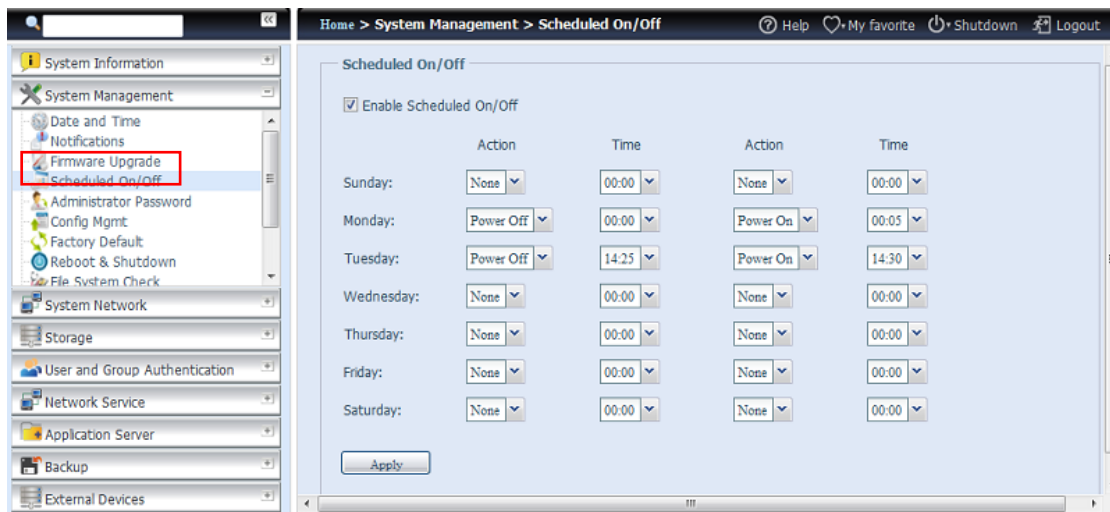 Home > System Management > Scheduled On/Off
Help
My favorite
Shutdown
Logout
System Information
System Management
Date and Time
Notifications
Firmware Upgrade
Scheduled On/Off
Administrator Password
Config Mgmt
Factory Default
Reboot & Shutdown
File System Check
System Network
Storage
User and Group Authentication
Network Service
Application Server
Backup
External Devices
Scheduled On/Off
Enable Scheduled On/Off
Action Time Action Time
Sunday: None 00:00 None 00:00
Monday: Power Off 00:00 Power On 00:05
Tuesday: Power Off 14:25 Power On 14:30
Wednesday: None 00:00 None 00:00
Thursday: None 00:00 None 00:00
Friday: None 00:00 None 00:00
Saturday: None 00:00 None 00:00
Apply